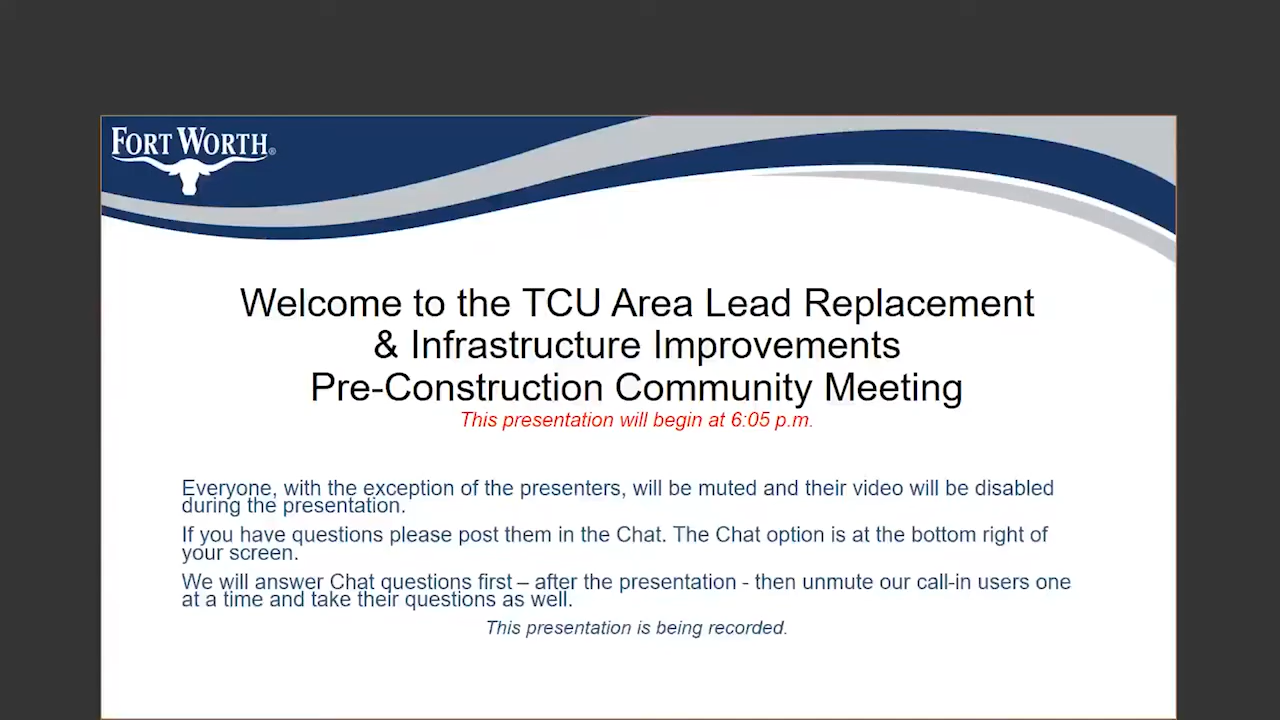 FORT WORTH®
Welcome to the TCU Area Lead Replacement
& Infrastructure Improvements
Pre-Construction Community Meeting
This presentation will begin at 6:05 p.m.
Everyone, with the exception of the presenters, will be muted and their video will be disabled
during the presentation.
If you have questions please post them in the Chat. The Chat option is at the bottom right of
your screen.
We will answer Chat questions first – after the presentation - then unmute our call-in users one
at a time and take their questions as well.
This presentation is being recorded.